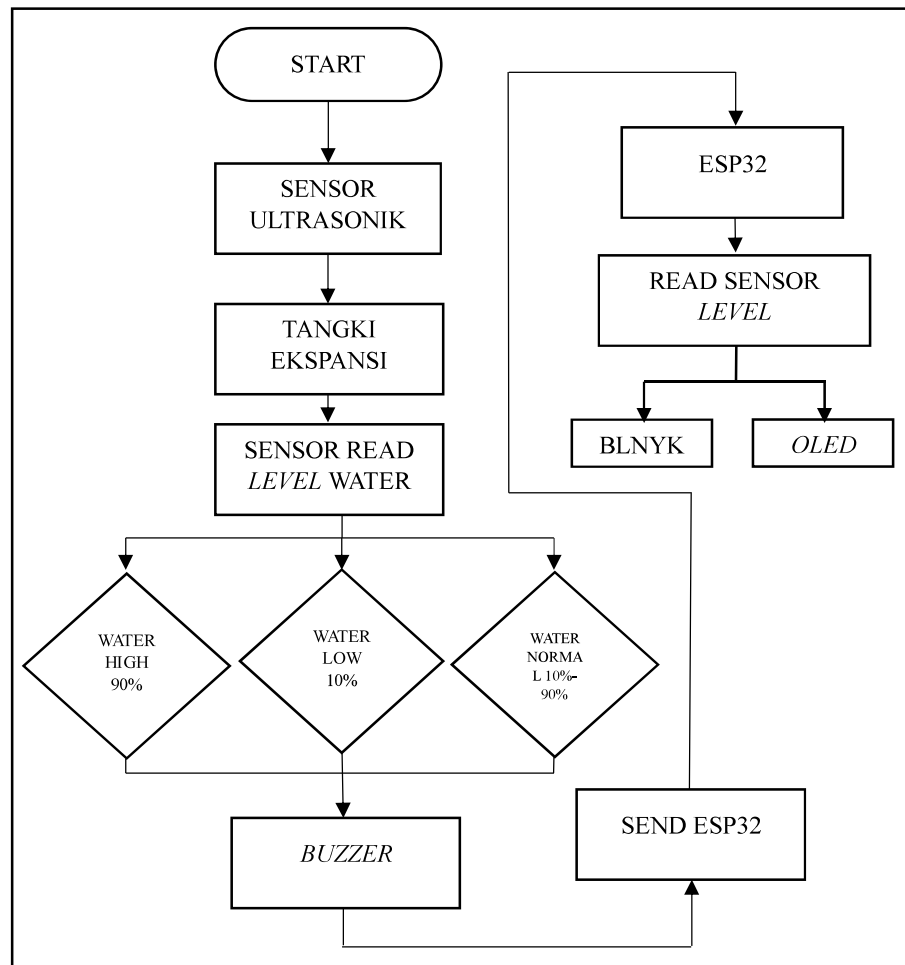 START
SENSOR
ULTRASONIK
TANGKI
EKSPANSI
SENSOR READ
LEVEL WATER
WATER
HIGH
90%
WATER
LOW
10%
WATER
NORMA
L 10%-
90%
BUZZER
SEND ESP32
ESP32
READ SENSOR
LEVEL
BLNYK
OLED